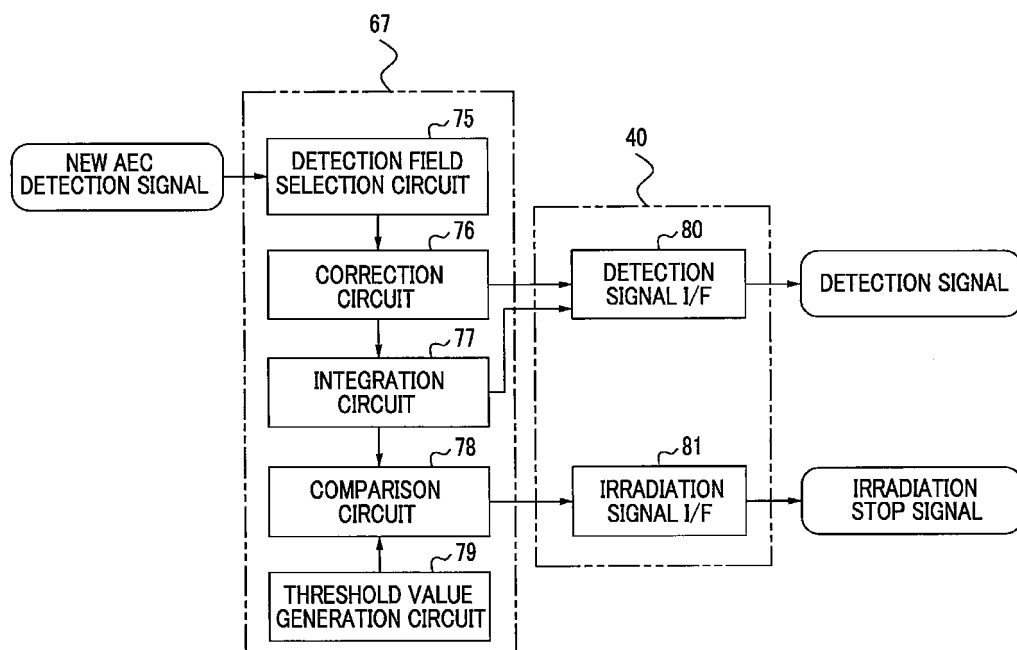 67
75
NEW AEC
DETECTION SIGNAL
DETECTION FIELD
SELECTION CIRCUIT
40
76
80
CORRECTION
CIRCUIT
DETECTION
SIGNAL I/F
DETECTION SIGNAL
77
INTEGRATION
CIRCUIT
78
81
COMPARISON
CIRCUIT
IRRADIATION
SIGNAL I/F
IRRADIATION
STOP SIGNAL
79
THRESHOLD VALUE
GENERATION CIRCUIT